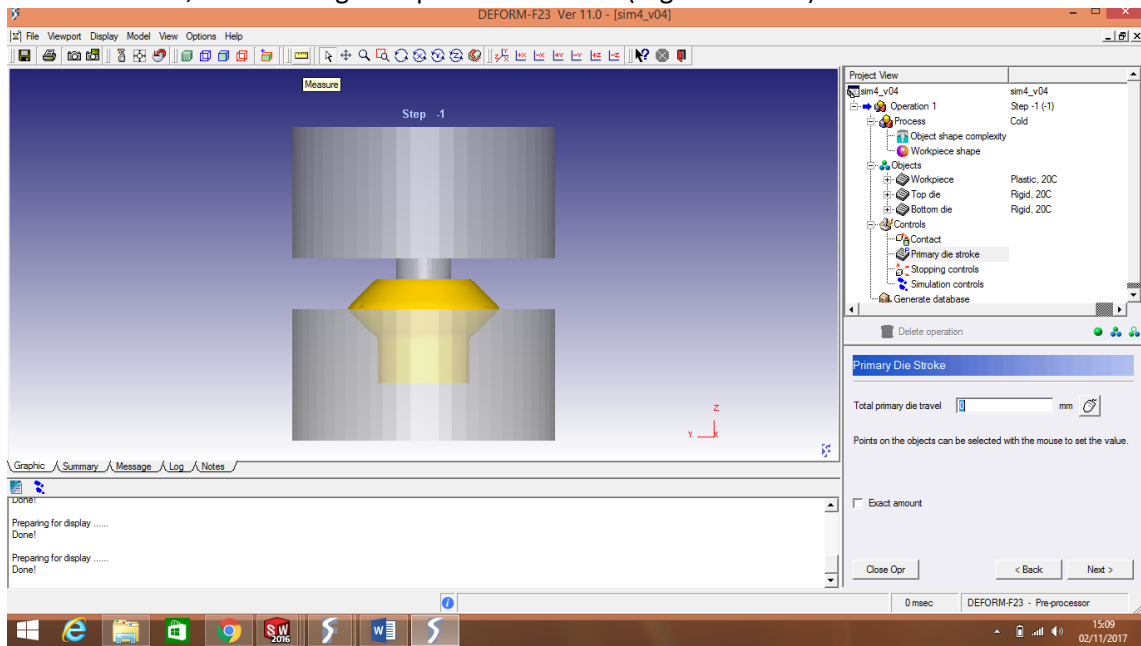 DEFORM-F23 Ver 11.0 - [sim4_v04]
File Viewport Display Model View Options Help
Measure
Step -1
Z
Y X
Project View
sim4_v04 sim4_v04
Operation 1 Step -1 (-1)
Process Cold
Object shape complexity
Workpiece shape
Objects
Workpiece Plastic, 20C
Top die Rigid, 20C
Bottom die Rigid, 20C
Controls
Contact
Primary die stroke
Stopping controls
Simulation controls
Generate database
Delete operation
Primary Die Stroke
Total primary die travel mm
Points on the objects can be selected with the mouse to set the value.
Exact amount
Close Opr < Back Next >
Graphic Summary Message Log Notes
Done!
Preparing for display ......
Done!
Preparing for display ......
Done!
0 msec DEFORM-F23 - Pre-processor
SW
2016
15:09
02/11/2017